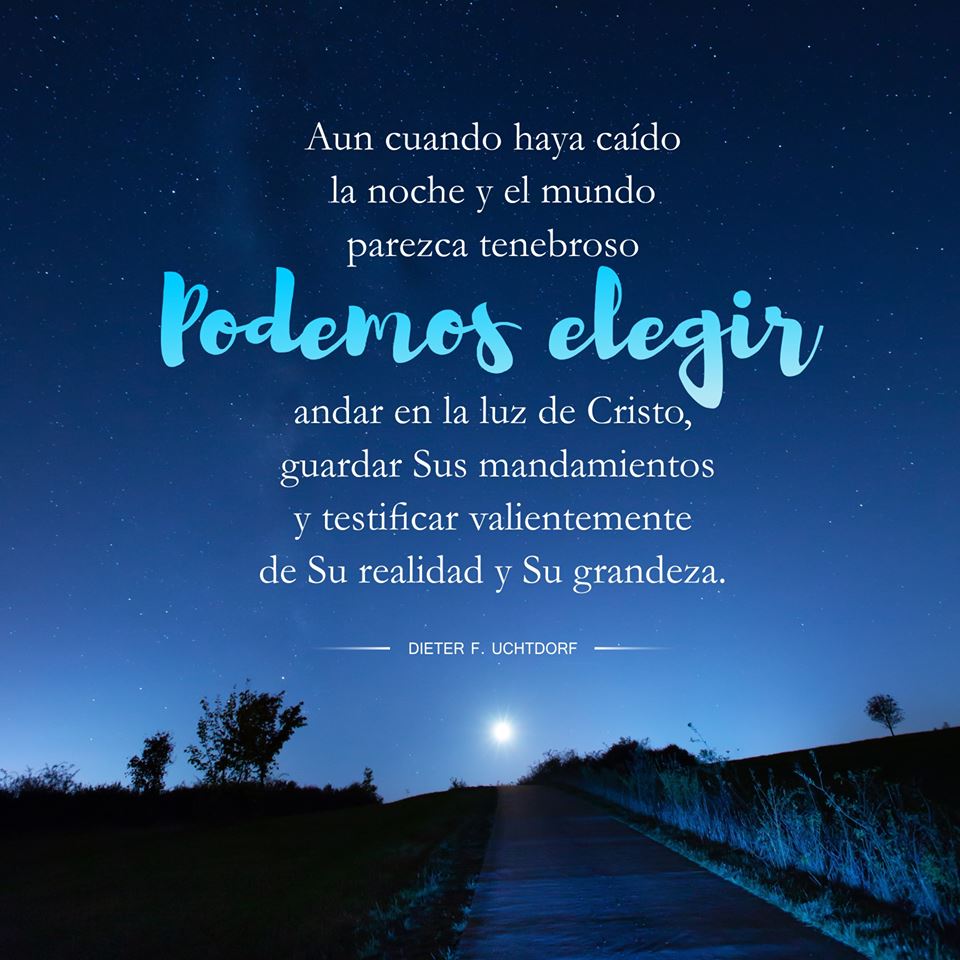 Aun cuando haya caído
la noche y el mundo
parezca tenebroso
Podemos elegir
andar en la luz de Cristo,
guardar Sus mandamientos
y testificar valientemente
de Su realidad y Su grandeza.
DIETER F. UCHTDORF